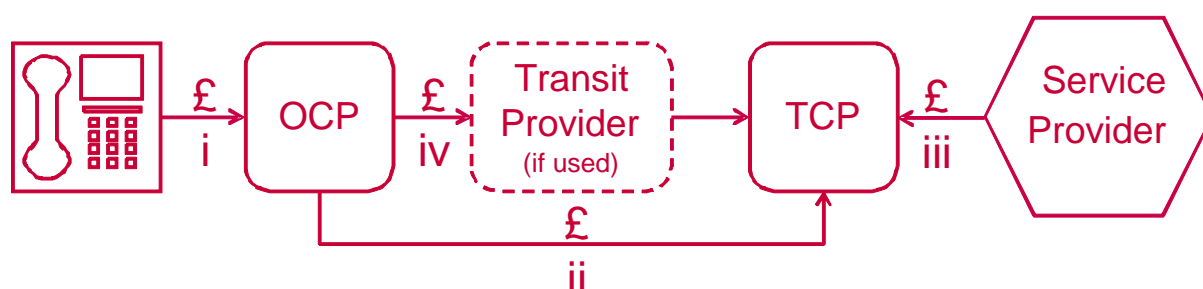 £
i
OCP
£
iv
Transit
Provider
(if used)
TCP
£
iii
Service
Provider
£
ii